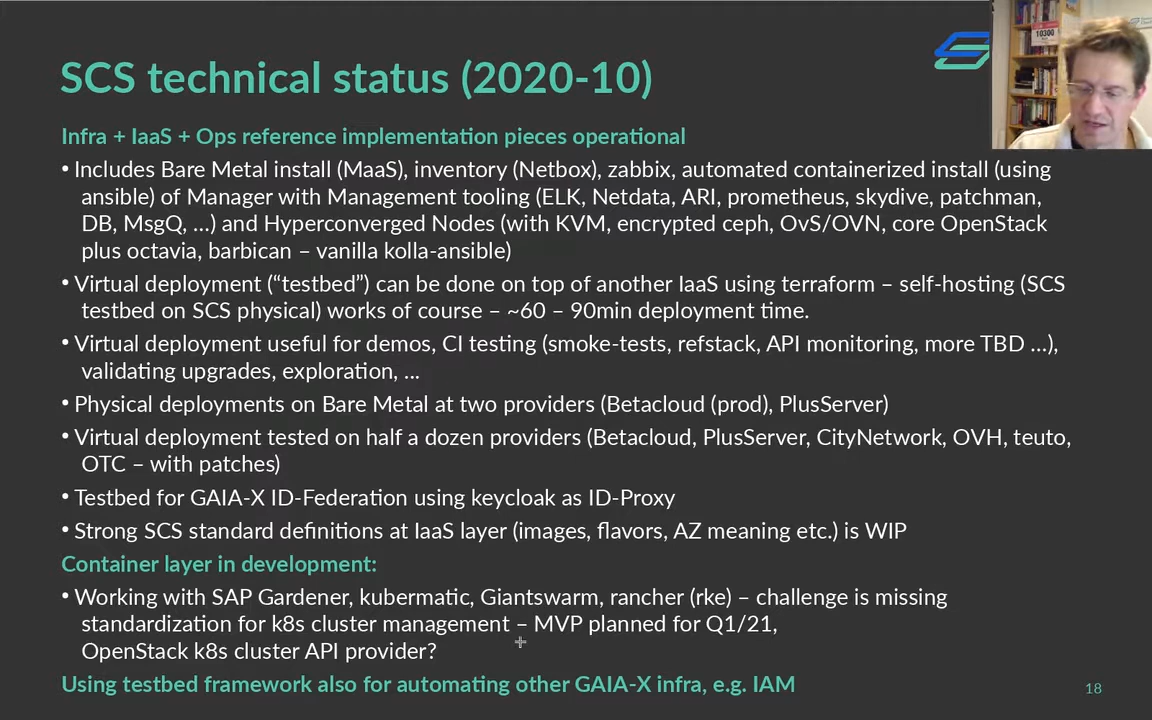 SCS technical status (2020-10)
10300
Infra + IaaS + Ops reference implementation pieces operational
• Includes Bare Metal install (MaaS), inventory (Netbox), zabbix, automated containerized install (using
ansible) of Manager with Management tooling (ELK, Netdata, ARI, prometheus, skydive, patchman,
DB, MsgQ, ...) and Hyperconverged Nodes (with KVM, encrypted ceph, OvS/OVN, core OpenStack
plus octavia, barbican – vanilla kolla-ansible)
• Virtual deployment (“testbed”) can be done on top of another IaaS using terraform – self-hosting (SCS
testbed on SCS physical) works of course – ~60 – 90min deployment time.
• Virtual deployment useful for demos, CI testing (smoke-tests, refstack, API monitoring, more TBD ...),
validating upgrades, exploration, ...
• Physical deployments on Bare Metal at two providers (Betacloud (prod), PlusServer)
• Virtual deployment tested on half a dozen providers (Betacloud, PlusServer, CityNetwork, OVH, teuto,
OTC – with patches)
• Testbed for GAIA-X ID-Federation using keycloak as ID-Proxy
• Strong SCS standard definitions at IaaS layer (images, flavors, AZ meaning etc.) is WIP
Container layer in development:
• Working with SAP Gardener, kubermatic, Giantswarm, rancher (rke) – challenge is missing
standardization for k8s cluster management – MVP planned for Q1/21,
OpenStack k8s cluster API provider?
Using testbed framework also for automating other GAIA-X infra, e.g. IAM
18